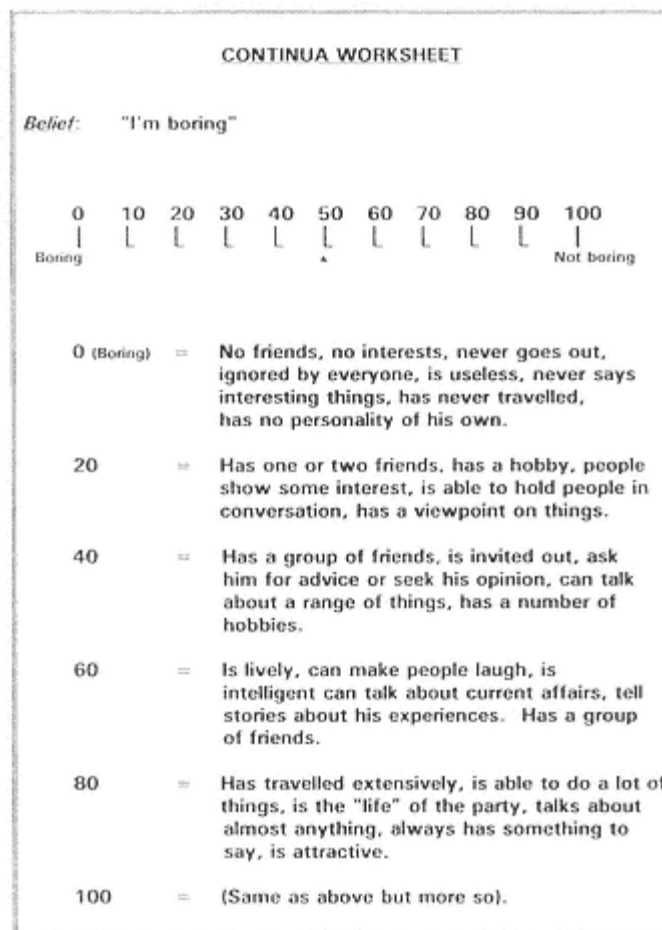 CONTINUA WORKSHEET
Belief: "I'm boring"
0 10 20 30 40 50 60 70 80 90 100
Boring Not boring
0 (Boring) = No friends, no interests, never goes out,
ignored by everyone, is useless, never says
interesting things, has never travelled,
has no personality of his own.
20 = Has one or two friends, has a hobby, people
show some interest, is able to hold people in
conversation, has a viewpoint on things.
40 = Has a group of friends, is invited out, ask
him for advice or seek his opinion, can talk
about a range of things, has a number of
hobbies.
60 = Is lively, can make people laugh, is
intelligent can talk about current affairs, tell
stories about his experiences. Has a group
of friends.
80 = Has travelled extensively, is able to do a lot of
things, is the "life" of the party, talks about
almost anything, always has something to
say, is attractive.
100 = (Same as above but more so).